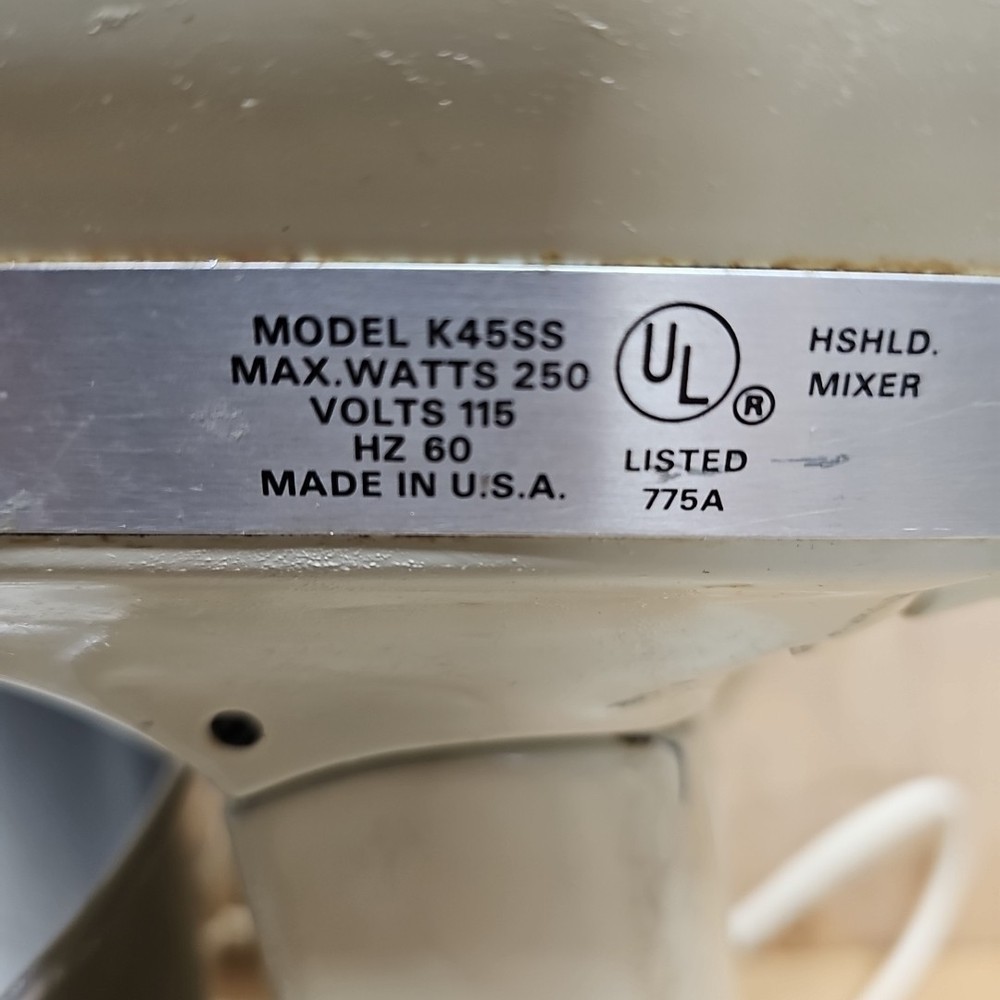 MODEL K45SS
MAX.WATTS 250
VOLTS 115
HZ 60
MADE IN U.S.A.
UL®
LISTED
775A
HSHLD.
MIXER